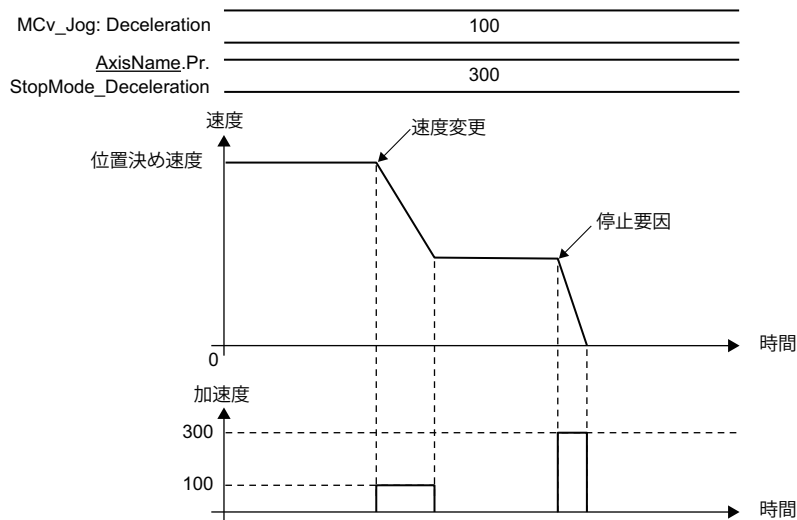 MCv_Jog: Deceleration 100
AxisName.Pr.
StopMode_Deceleration 300
速度
速度変更
位置決め速度
停止要因
0
時間
加速度
300
100
時間